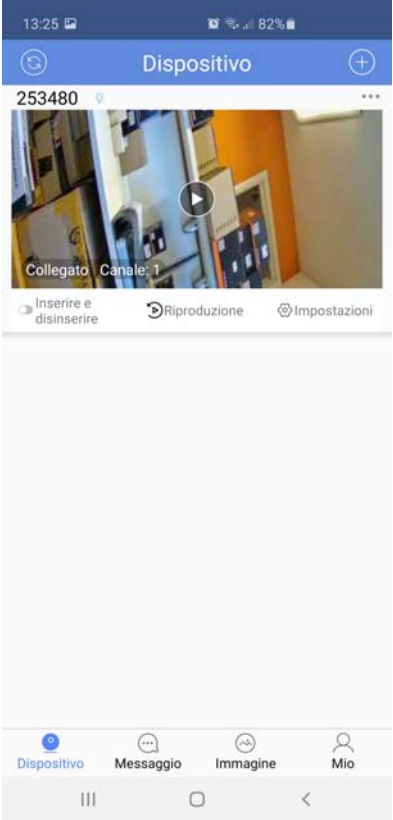 13:25 82%
Dispositivo
253480
Collegato Canale: 1
Inserire e
disinserire
Riproduzione
Impostazioni
Dispositivo Messaggio Immagine Mio